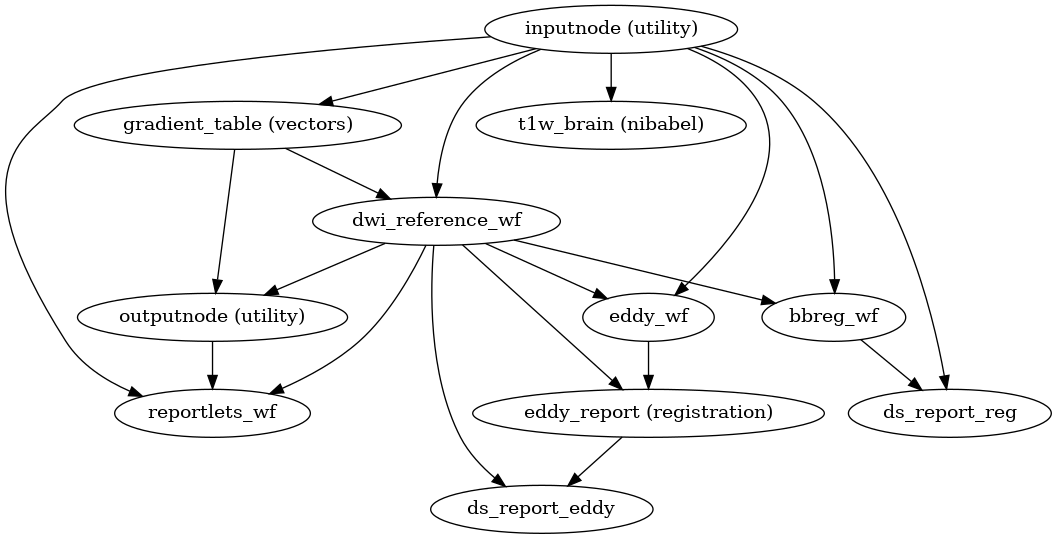 inputnode (utility)
gradient_table (vectors)
t1w_brain (nibabel)
dwi_reference_wf
outputnode (utility)
eddy_wf
bbreg_wf
reportlets_wf
eddy_report (registration)
ds_report_reg
ds_report_eddy